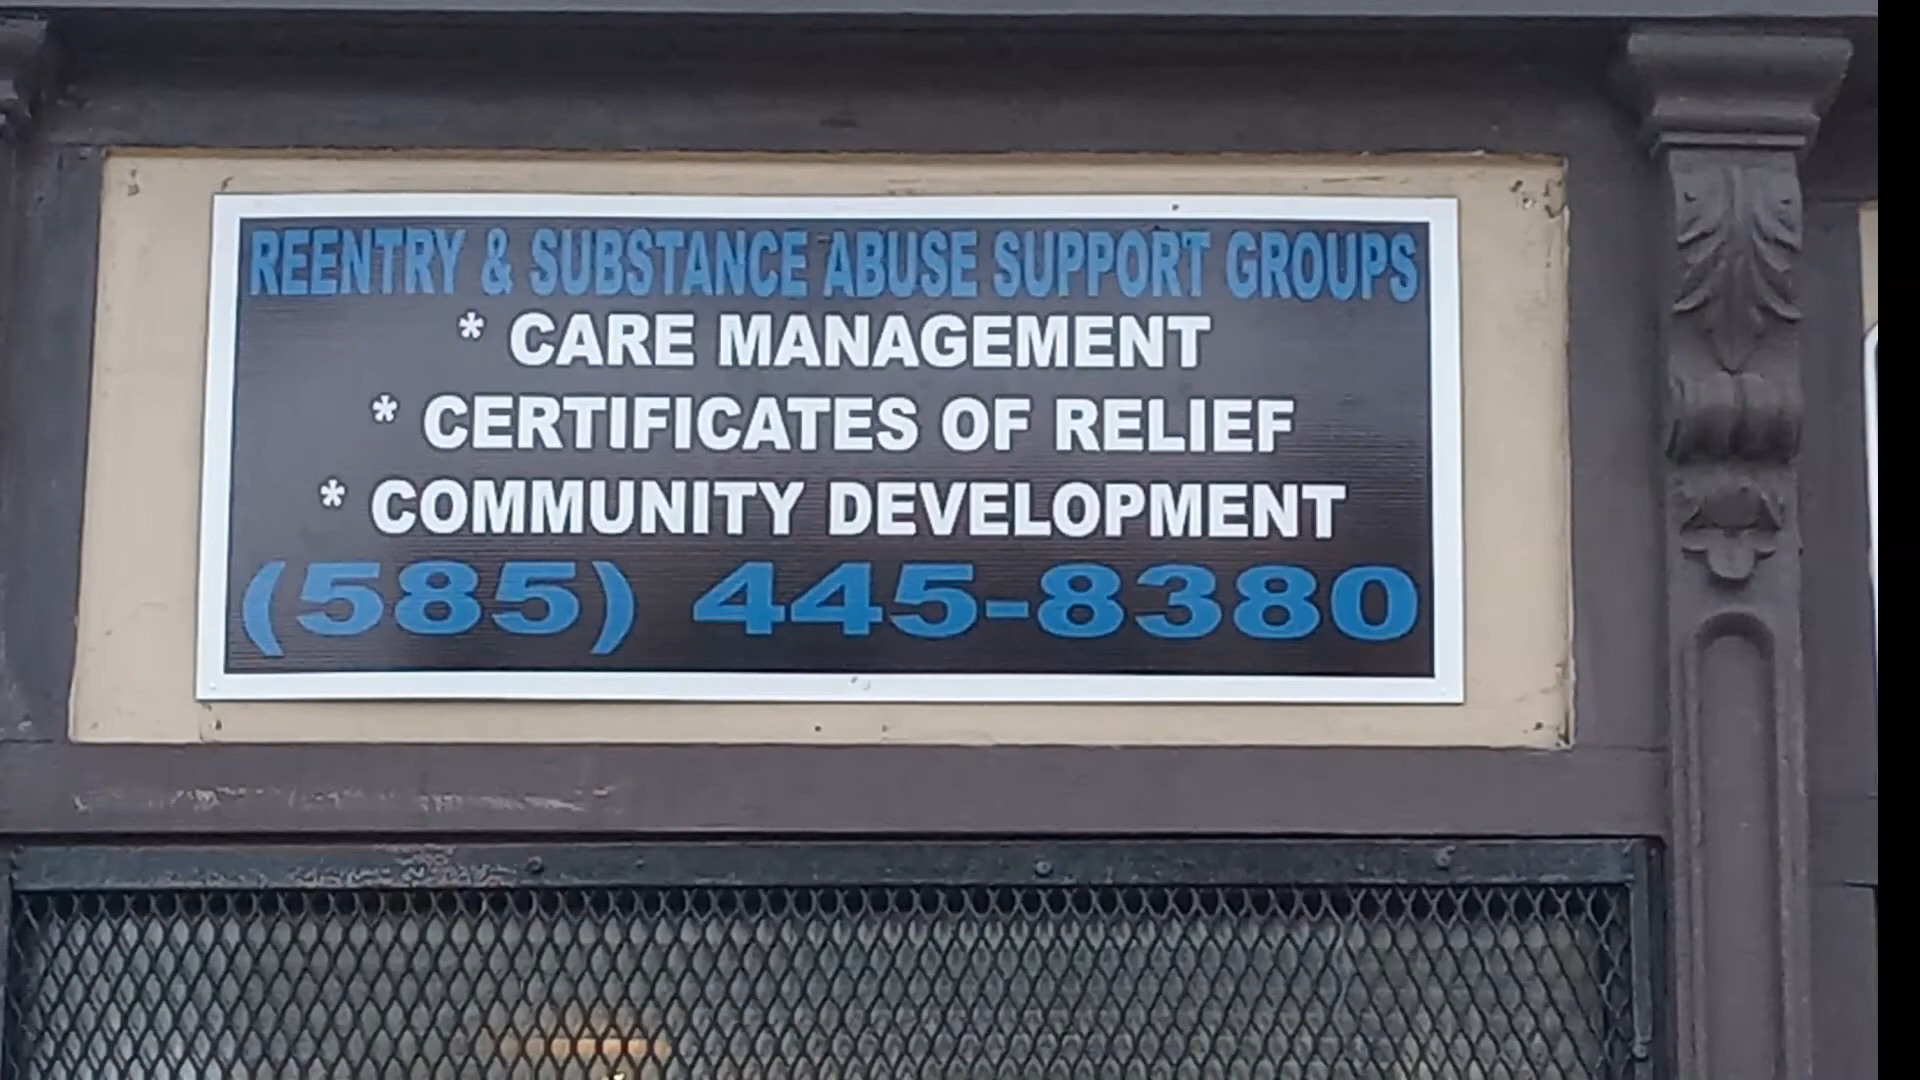 REENTRY & SUBSTANCE ABUSE SUPPORT GROUPS
* CARE MANAGEMENT
* CERTIFICATES OF RELIEF
* COMMUNITY DEVELOPMENT
(585) 445-8380